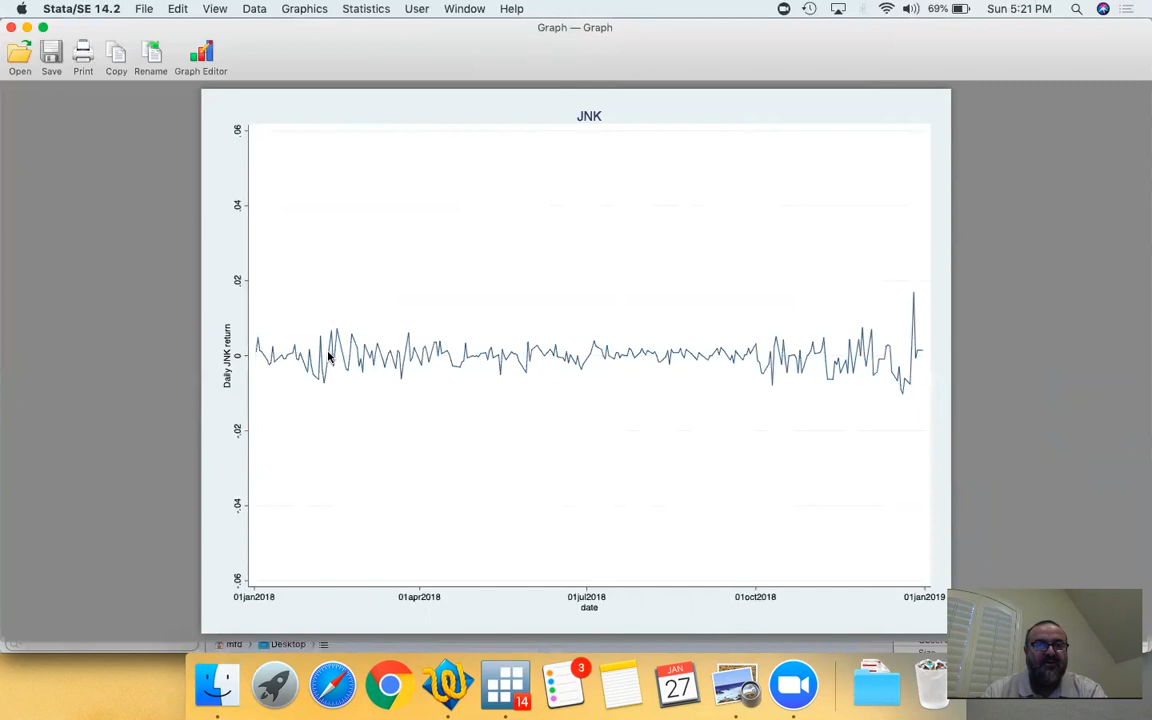 Stata/SE 14.2 File Edit View Data Graphics Statistics User Window Help 69% Sun 5:21 PM
Graph — Graph
Open Save Print Copy Rename Graph Editor
JNK
.06
.04
.02
0
-.02
-.04
-.06
Daily JNK return
01jan2018 01apr2018 01jul2018 01oct2018 01jan2019
date
mfd Desktop
3
14
JAN
27